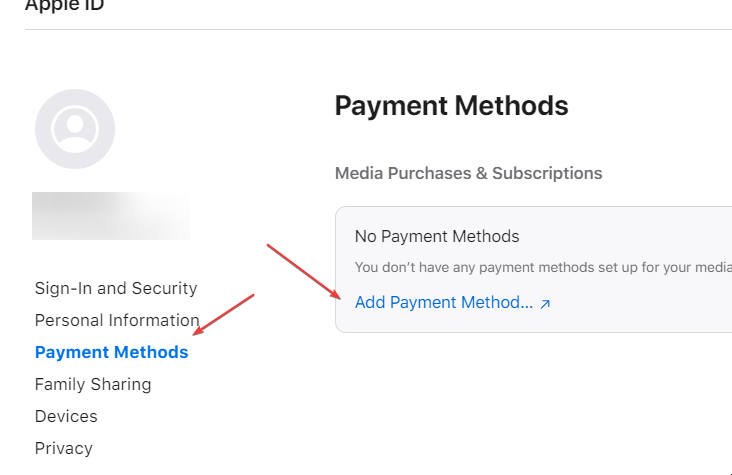 Apple ID
Payment Methods
Media Purchases & Subscriptions
No Payment Methods
You don't have any payment methods set up for your media
Add Payment Method... ↗
Sign-In and Security
Personal Information
Payment Methods
Family Sharing
Devices
Privacy